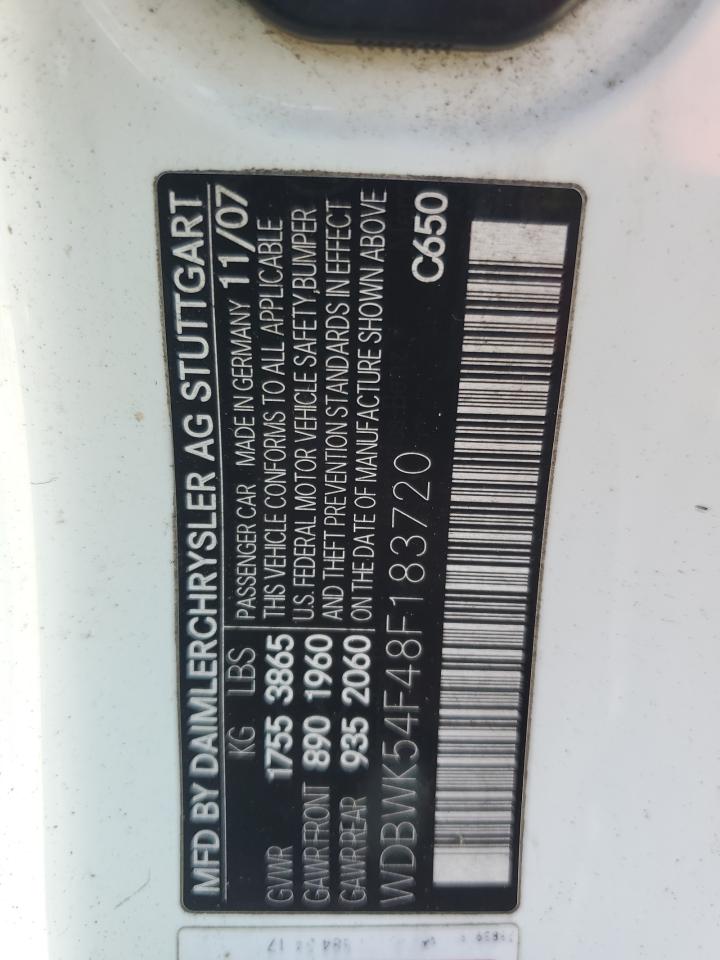 MFD BY DAIMLERCHRYSLER AG STUTTGART
KG LBS PASSENGER CAR MADE IN GERMANY 11/07
GVWR 1755 3865 THIS VEHICLE CONFORMS TO ALL APPLICABLE
GAWR FRONT 890 1960 U.S. FEDERAL MOTOR VEHICLE SAFETY,BUMPER
GAWR REAR 935 2060 AND THEFT PREVENTION STANDARDS IN EFFECT
ON THE DATE OF MANUFACTURE SHOWN ABOVE
WDBWK54F48F183720 C650